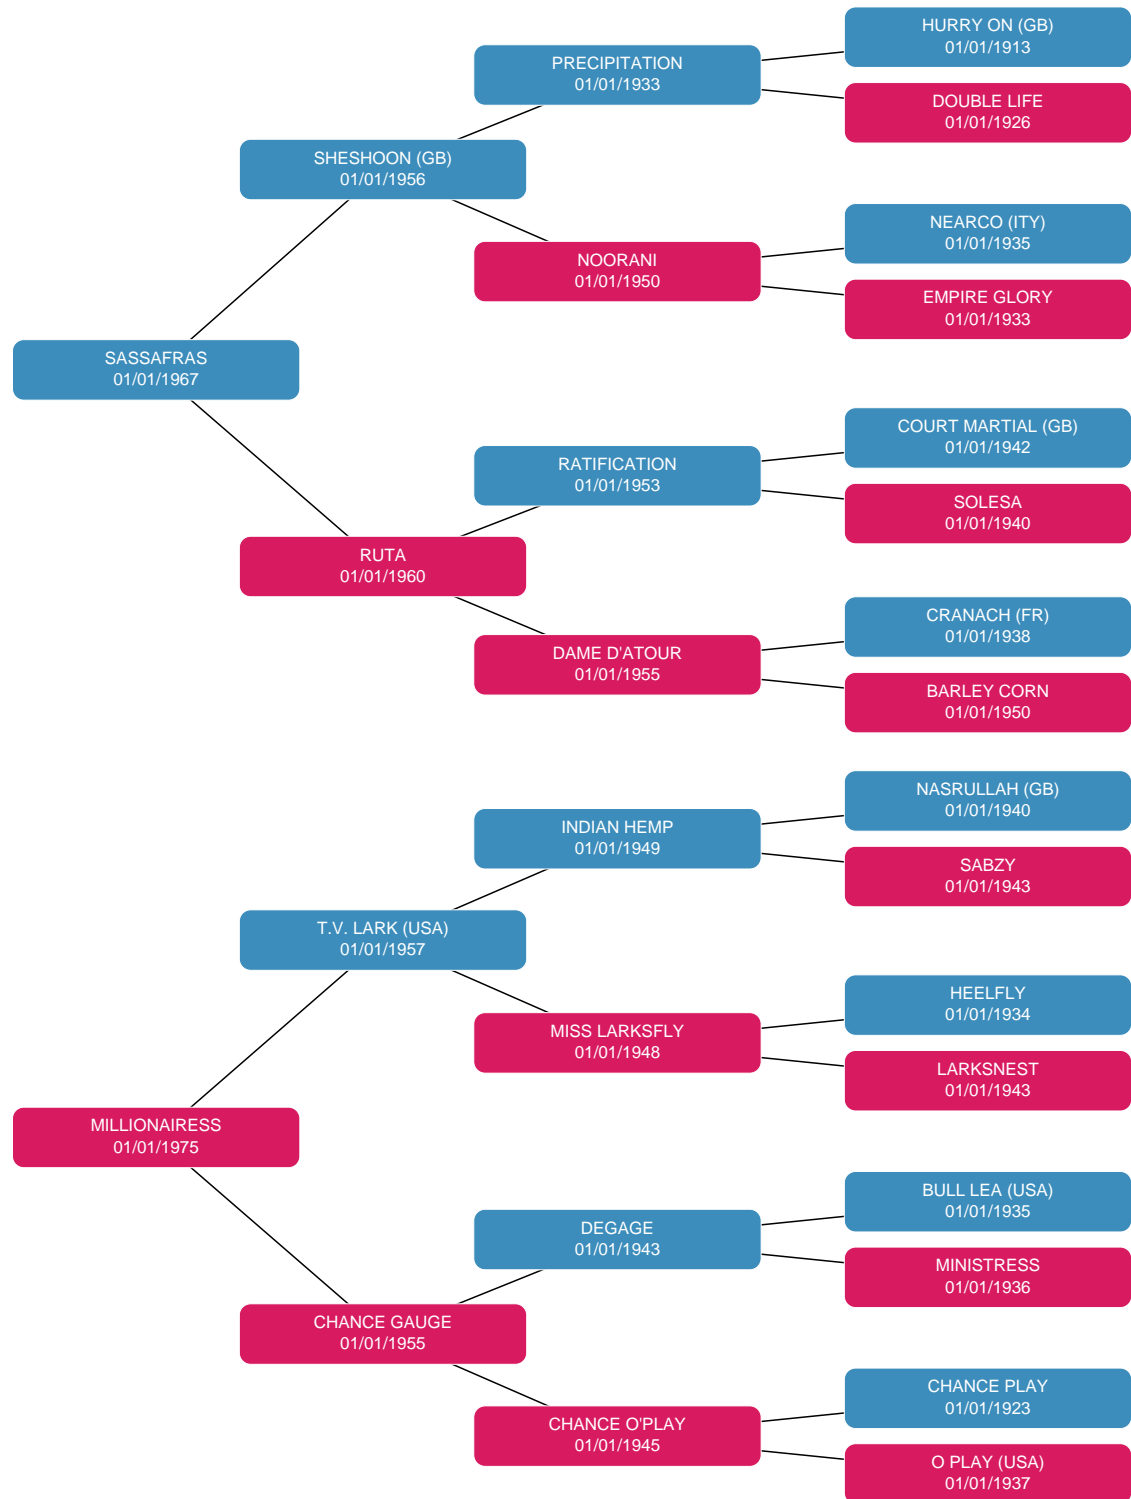 HURRY ON (GB)
01/01/1913
PRECIPITATION
01/01/1933
DOUBLE LIFE
01/01/1926
SHESHOON (GB)
01/01/1956
NEARCO (ITY)
01/01/1935
NOORANI
01/01/1950
EMPIRE GLORY
01/01/1933
SASSAFRAS
01/01/1967
COURT MARTIAL (GB)
01/01/1942
RATIFICATION
01/01/1953
SOLESA
01/01/1940
RUTA
01/01/1960
CRANACH (FR)
01/01/1938
DAME D'ATOUR
01/01/1955
BARLEY CORN
01/01/1950
NASRULLAH (GB)
01/01/1940
INDIAN HEMP
01/01/1949
SABZY
01/01/1943
T.V. LARK (USA)
01/01/1957
HEELFLY
01/01/1934
MISS LARKSFLY
01/01/1948
LARKSNEST
01/01/1943
MILLIONAIRESS
01/01/1975
BULL LEA (USA)
01/01/1935
DEGAGE
01/01/1943
MINISTRESS
01/01/1936
CHANCE GAUGE
01/01/1955
CHANCE PLAY
01/01/1923
CHANCE O'PLAY
01/01/1945
O PLAY (USA)
01/01/1937